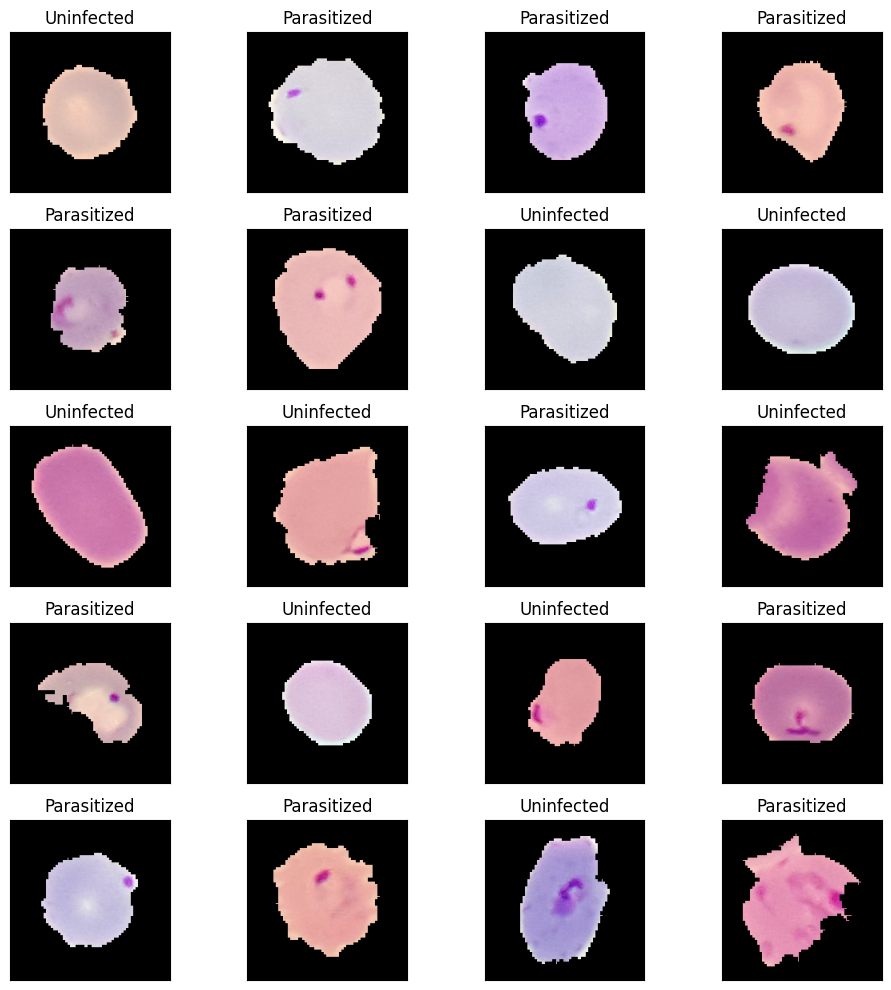 Uninfected Parasitized Parasitized Parasitized
Parasitized Parasitized Uninfected Uninfected
Uninfected Uninfected Parasitized Uninfected
Parasitized Uninfected Uninfected Parasitized
Parasitized Parasitized Uninfected Parasitized